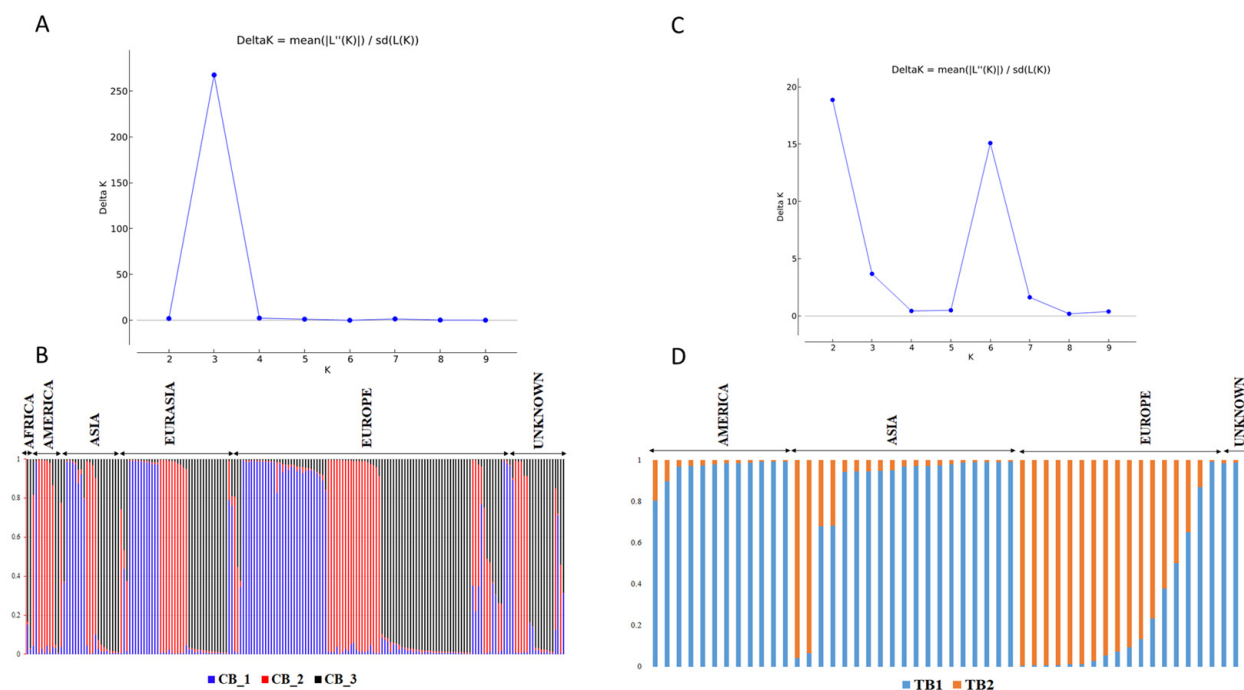 A
DeltaK = mean(|L''(K)|) / sd(L(K))
Delta K
250
200
150
100
50
0
2 3 4 5 6 7 8 9
K
B
AFRICA
AMERICA
ASIA
EURASIA
EUROPE
UNKNOWN
1
0.8
0.6
0.4
0.2
0
CB_1 CB_2 CB_3
C
DeltaK = mean(|L''(K)|) / sd(L(K))
Delta K
20
15
10
5
0
2 3 4 5 6 7 8 9
K
D
AMERICA
ASIA
EUROPE
UNKNOWN
1
0.8
0.6
0.4
0.2
0
TB1 TB2